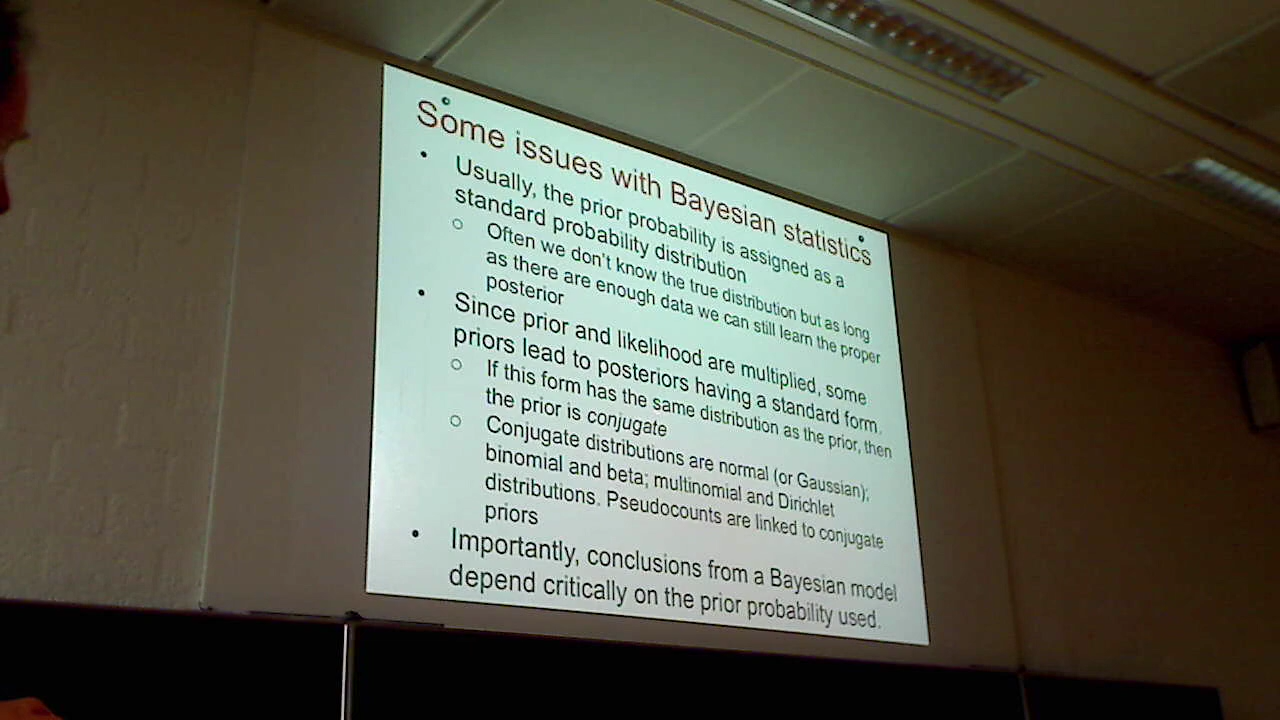 Some issues with Bayesian statistics
• Usually, the prior probability is assigned as a
standard probability distribution
○ Often we don't know the true distribution but as long
as there are enough data we can still learn the proper
posterior
• Since prior and likelihood are multiplied, some
priors lead to posteriors having a standard form.
○ If this form has the same distribution as the prior, then
the prior is conjugate
○ Conjugate distributions are normal (or Gaussian);
binomial and beta; multinomial and Dirichlet
distributions. Pseudocounts are linked to conjugate
priors
• Importantly, conclusions from a Bayesian model
depend critically on the prior probability used.